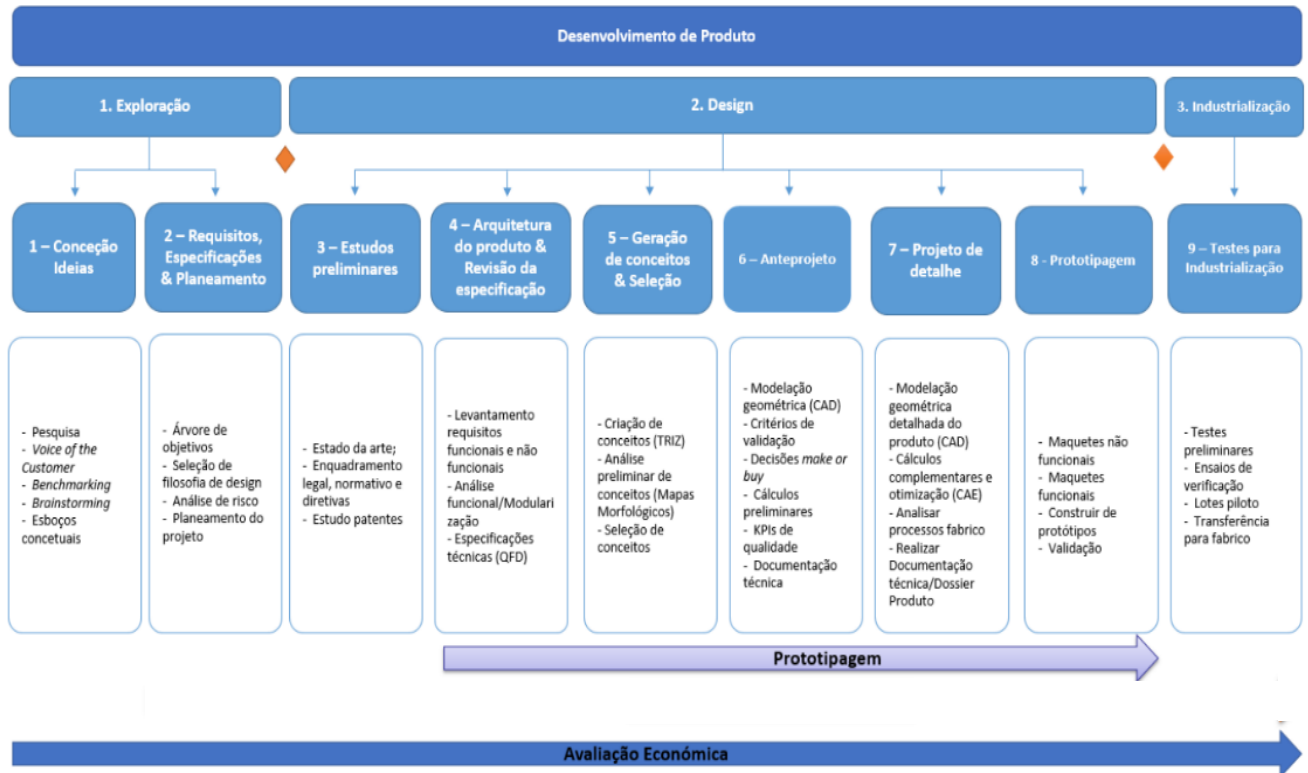 Desenvolvimento de Produto
1. Exploração
2. Design
3. Industrialização
1 – Conceção
Ideias
2 – Requisitos,
Especificações
& Planeamento
3 – Estudos
preliminares
4 – Arquitetura
do produto &
Revisão da
especificação
5 – Geração
de conceitos
& Seleção
6 – Anteprojeto
7 – Projeto de
detalhe
8 - Prototipagem
9 – Testes para
Industrialização
- Pesquisa
- Voice of the
Customer
- Benchmarking
- Brainstorming
- Esboços
concetuais
- Árvore de
objetivos
- Seleção de
filosofia de design
- Análise de risco
- Planeamento do
projeto
- Estado da arte;
- Enquadramento
legal, normativo e
diretivas
- Estudo patentes
- Levantamento
requisitos
funcionais e não
funcionais
- Análise
funcional/Modulari
zação
- Especificações
técnicas (QFD)
- Criação de
conceitos (TRIZ)
- Análise
preliminar de
conceitos (Mapas
Morfológicos)
- Seleção de
conceitos
- Modelação
geométrica (CAD)
- Critérios de
validação
- Decisões make or
buy
- Cálculos
preliminares
- KPIs de
qualidade
- Documentação
técnica
- Modelação
geométrica
detalhada do
produto (CAD)
- Cálculos
complementares e
otimização (CAE)
- Analisar
processos fabrico
- Realizar
Documentação
técnica/Dossier
Produto
- Maquetes não
funcionais
- Maquetes
funcionais
- Construir de
protótipos
- Validação
- Testes
preliminares
- Ensaios de
verificação
- Lotes piloto
- Transferência
para fabrico
Prototipagem
Avaliação Económica